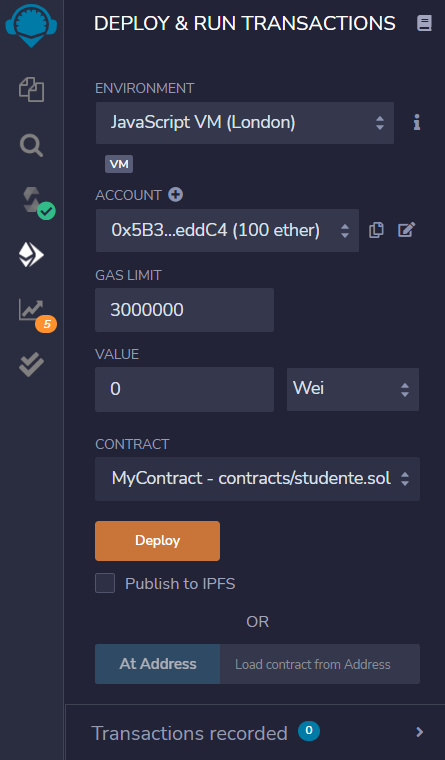 DEPLOY & RUN TRANSACTIONS
ENVIRONMENT
JavaScript VM (London)
VM
ACCOUNT
0x5B3...eddC4 (100 ether)
GAS LIMIT
3000000
5
VALUE
0 Wei
CONTRACT
MyContract - contracts/studente.sol
Deploy
Publish to IPFS
OR
At Address Load contract from Address
Transactions recorded 0